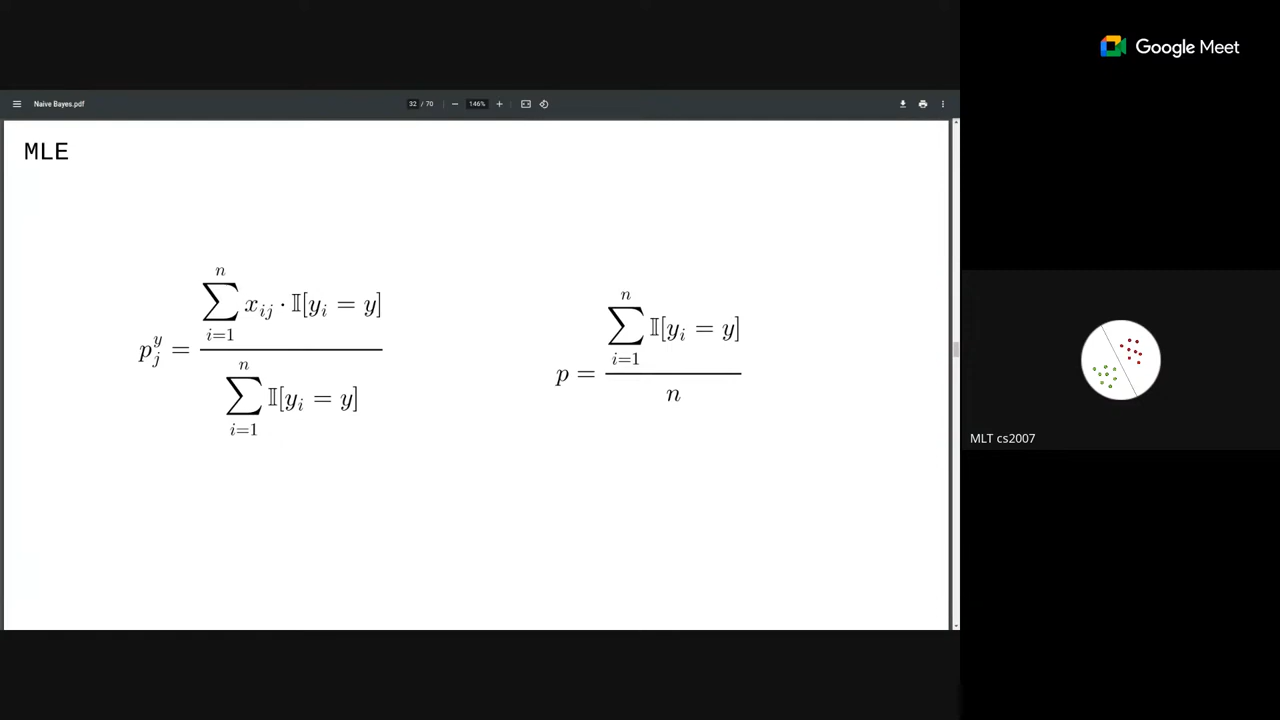 Google Meet
Naive Bayes.pdf 32 / 70 146%
MLE
p_j^y = \frac{\sum_{i=1}^{n} x_{ij} \cdot \mathbb{I}[y_i = y]}{\sum_{i=1}^{n} \mathbb{I}[y_i = y]}
p = \frac{\sum_{i=1}^{n} \mathbb{I}[y_i = y]}{n}
MLT cs2007